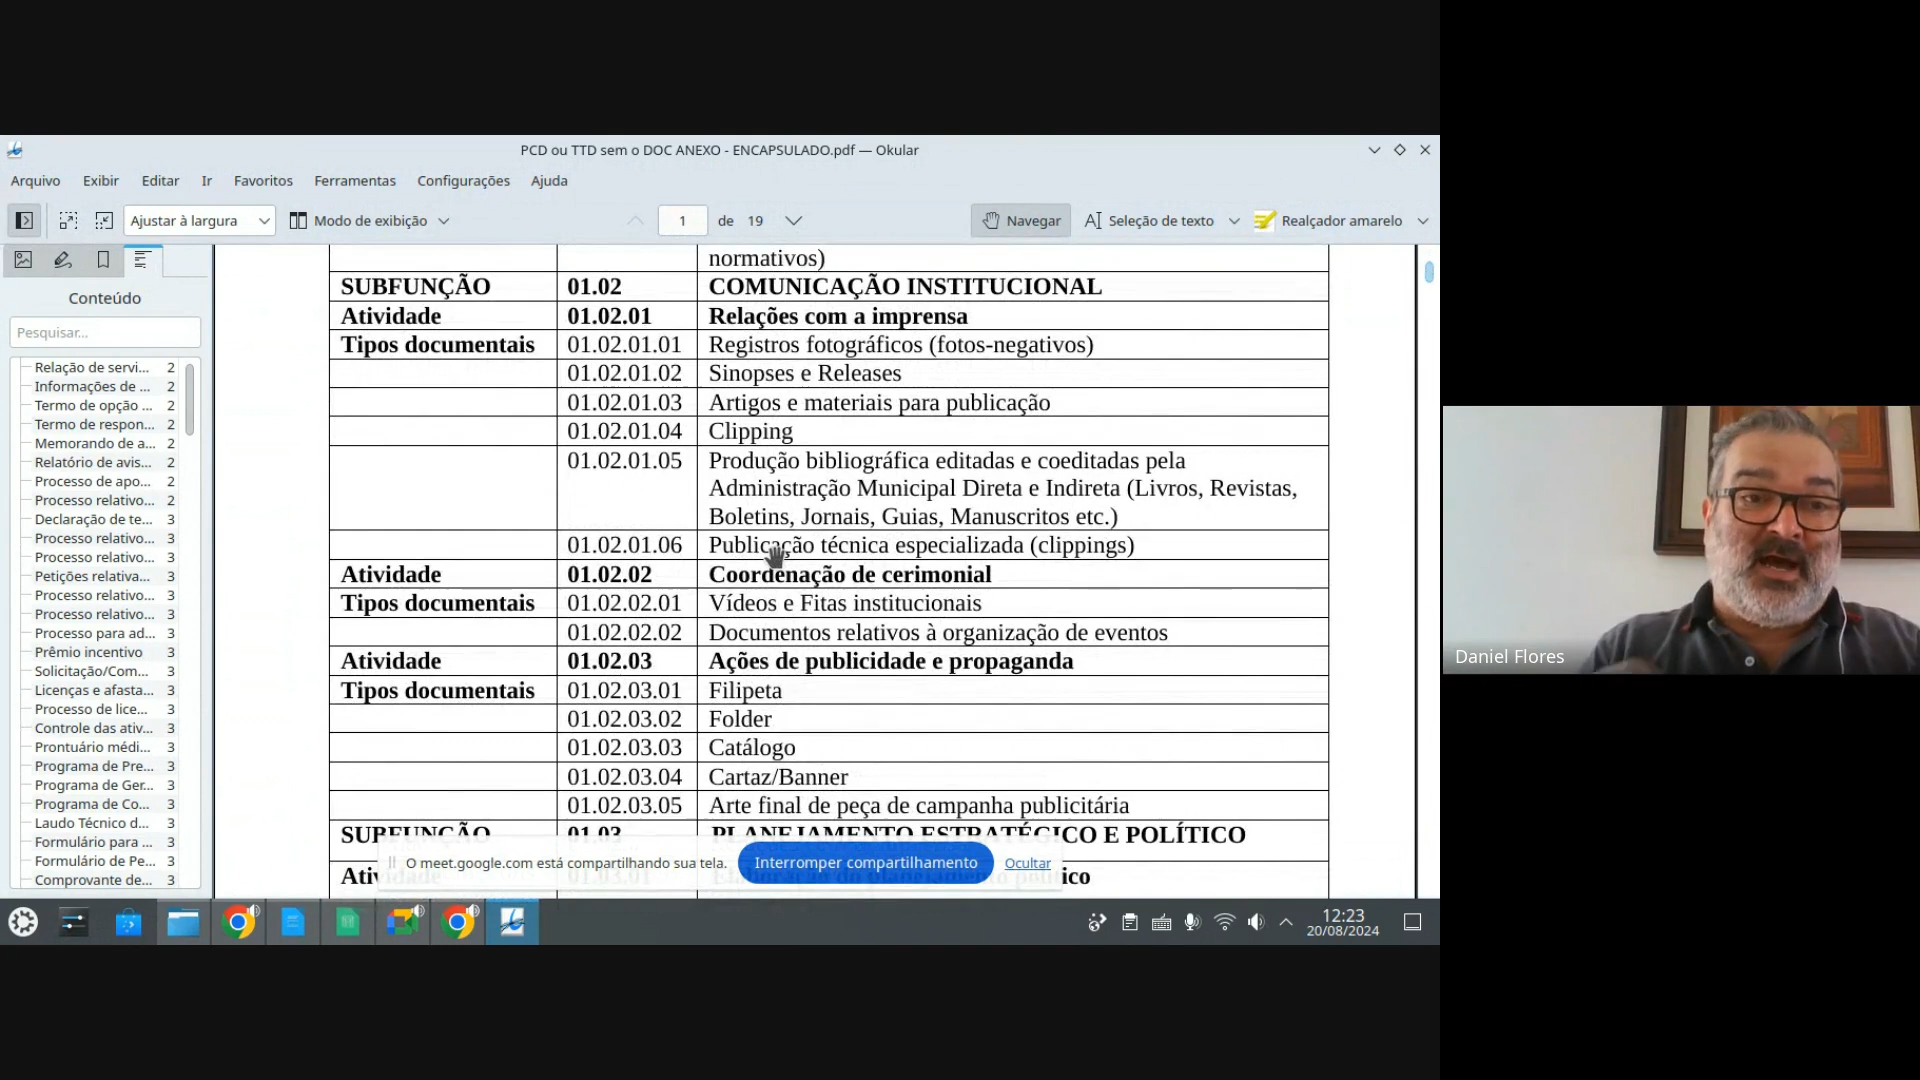 PCD ou TTD sem o DOC ANEXO - ENCAPSULADO.pdf — Okular
Arquivo Exibir Editar Ir Favoritos Ferramentas Configurações Ajuda
Ajustar à largura Modo de exibição 1 de 19 Navegar Seleção de texto Realçador amarelo
Conteúdo
Pesquisar...
Relação de servi... 2
Informações de ... 2
Termo de opção ... 2
Termo de respon... 2
Memorando de a... 2
Relatório de avis... 2
Processo de apo... 2
Processo relativo... 2
Declaração de te... 3
Processo relativo... 3
Processo relativo... 3
Petições relativa... 3
Processo relativo... 3
Processo relativo... 3
Processo para ad... 3
Prêmio incentivo 3
Solicitação/Com... 3
Licenças e afasta... 3
Processo de lice... 3
Controle das ativ... 3
Prontuário médi... 3
Programa de Pre... 3
Programa de Ger... 3
Programa de Co... 3
Laudo Técnico d... 3
Formulário para ... 3
Formulário de Pe... 3
Comprovante de... 3
normativos)
SUBFUNÇÃO 01.02 COMUNICAÇÃO INSTITUCIONAL
Atividade 01.02.01 Relações com a imprensa
Tipos documentais 01.02.01.01 Registros fotográficos (fotos-negativos)
01.02.01.02 Sinopses e Releases
01.02.01.03 Artigos e materiais para publicação
01.02.01.04 Clipping
01.02.01.05 Produção bibliográfica editadas e coeditadas pela
Administração Municipal Direta e Indireta (Livros, Revistas,
Boletins, Jornais, Guias, Manuscritos etc.)
01.02.01.06 Publicação técnica especializada (clippings)
Atividade 01.02.02 Coordenação de cerimonial
Tipos documentais 01.02.02.01 Vídeos e Fitas institucionais
01.02.02.02 Documentos relativos à organização de eventos
Atividade 01.02.03 Ações de publicidade e propaganda
Tipos documentais 01.02.03.01 Filipeta
01.02.03.02 Folder
01.02.03.03 Catálogo
01.02.03.04 Cartaz/Banner
01.02.03.05 Arte final de peça de campanha publicitária
SUBFUNÇÃO 01.03 PLANEJAMENTO ESTRATÉGICO E POLÍTICO
Atividade 01.03.01 Elaboração do planejamento político
O meet.google.com está compartilhando sua tela. Interromper compartilhamento Ocultar
12:23
20/08/2024
Daniel Flores